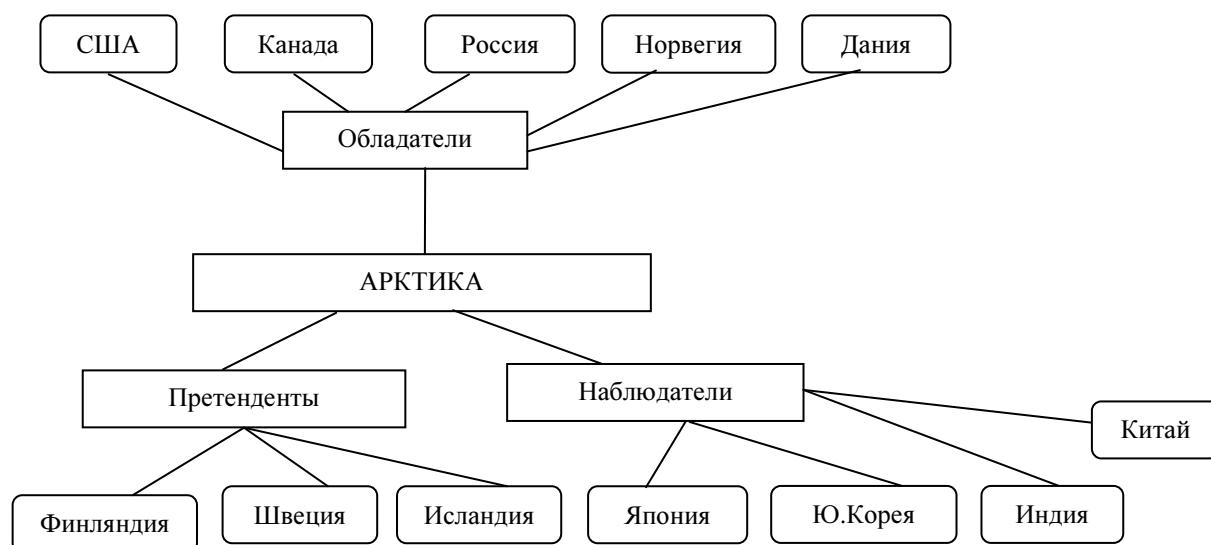 США
Канада
Россия
Норвегия
Дания
Обладатели
АРКТИКА
Претенденты
Наблюдатели
Китай
Финляндия
Швеция
Исландия
Япония
Ю.Корея
Индия